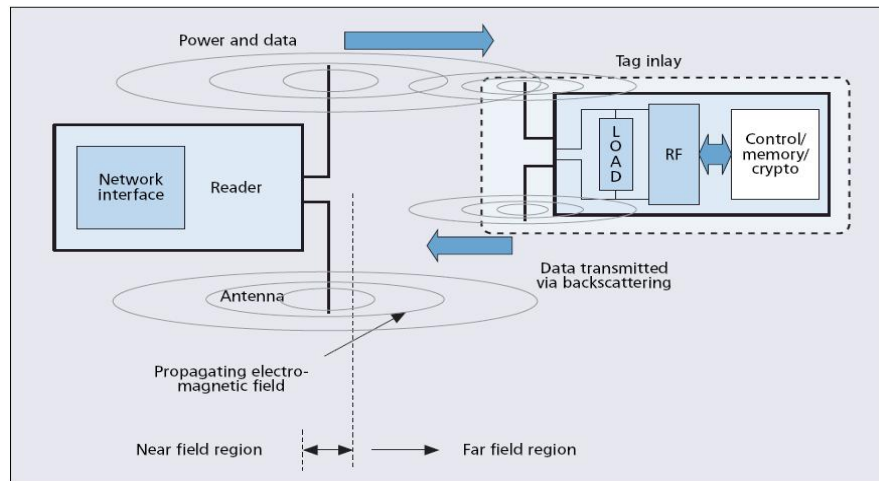 Power and data
Tag inlay
Network
interface
Reader
L
O
A
D
RF
Control/
memory/
crypto
Antenna
Data transmitted
via backscattering
Propagating electro-
magnetic field
Near field region
Far field region